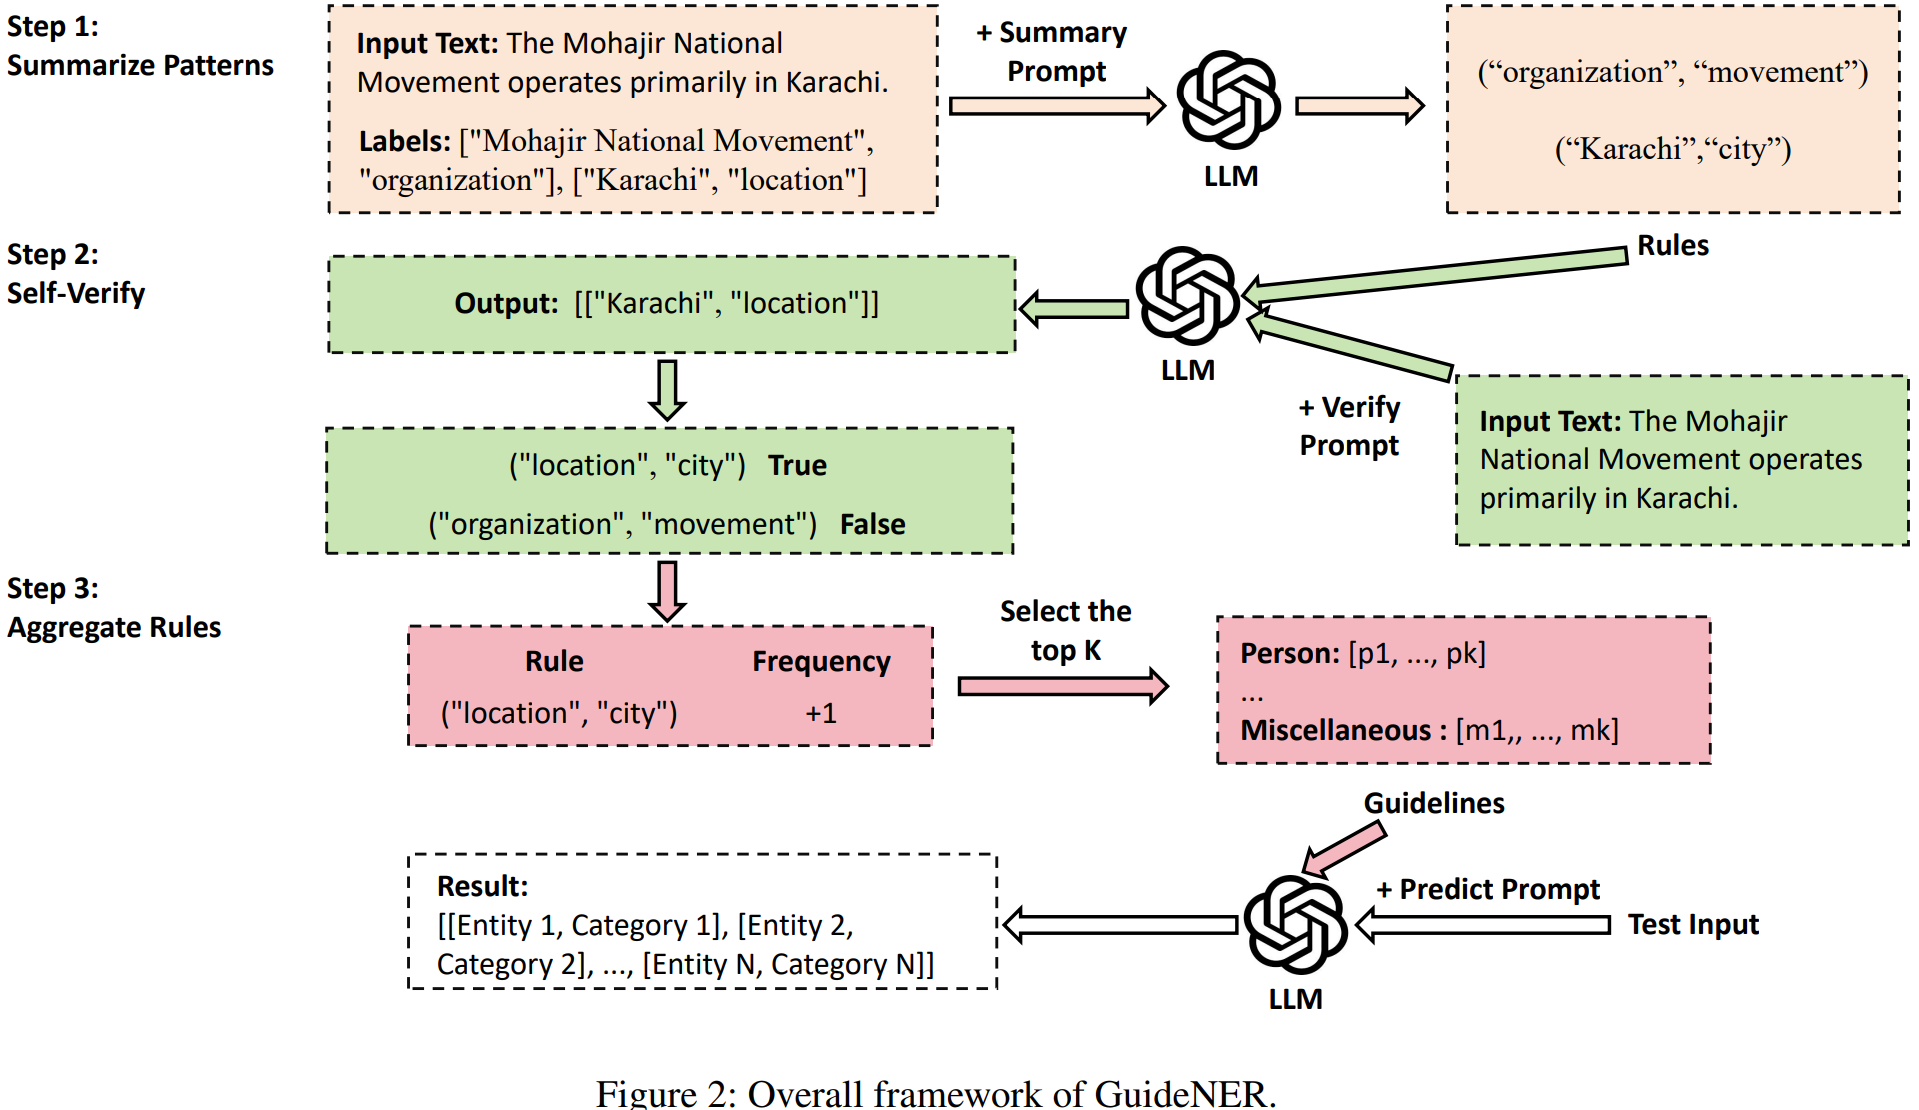 Step 1:
Summarize Patterns
Input Text: The Mohajir National
Movement operates primarily in Karachi.
Labels: ["Mohajir National Movement",
"organization"], ["Karachi", "location"]
+ Summary
Prompt
LLM
(“organization”, “movement”)
(“Karachi”,“city”)
Step 2:
Self-Verify
Output: [["Karachi", "location"]]
LLM
Rules
+ Verify
Prompt
Input Text: The Mohajir
National Movement operates
primarily in Karachi.
("location", "city") True
("organization", "movement") False
Step 3:
Aggregate Rules
Rule Frequency
("location", "city") +1
Select the
top K
Person: [p1, ..., pk]
...
Miscellaneous : [m1,, ..., mk]
Guidelines
+ Predict Prompt
Test Input
LLM
Result:
[[Entity 1, Category 1], [Entity 2,
Category 2], ..., [Entity N, Category N]]
Figure 2: Overall framework of GuideNER.